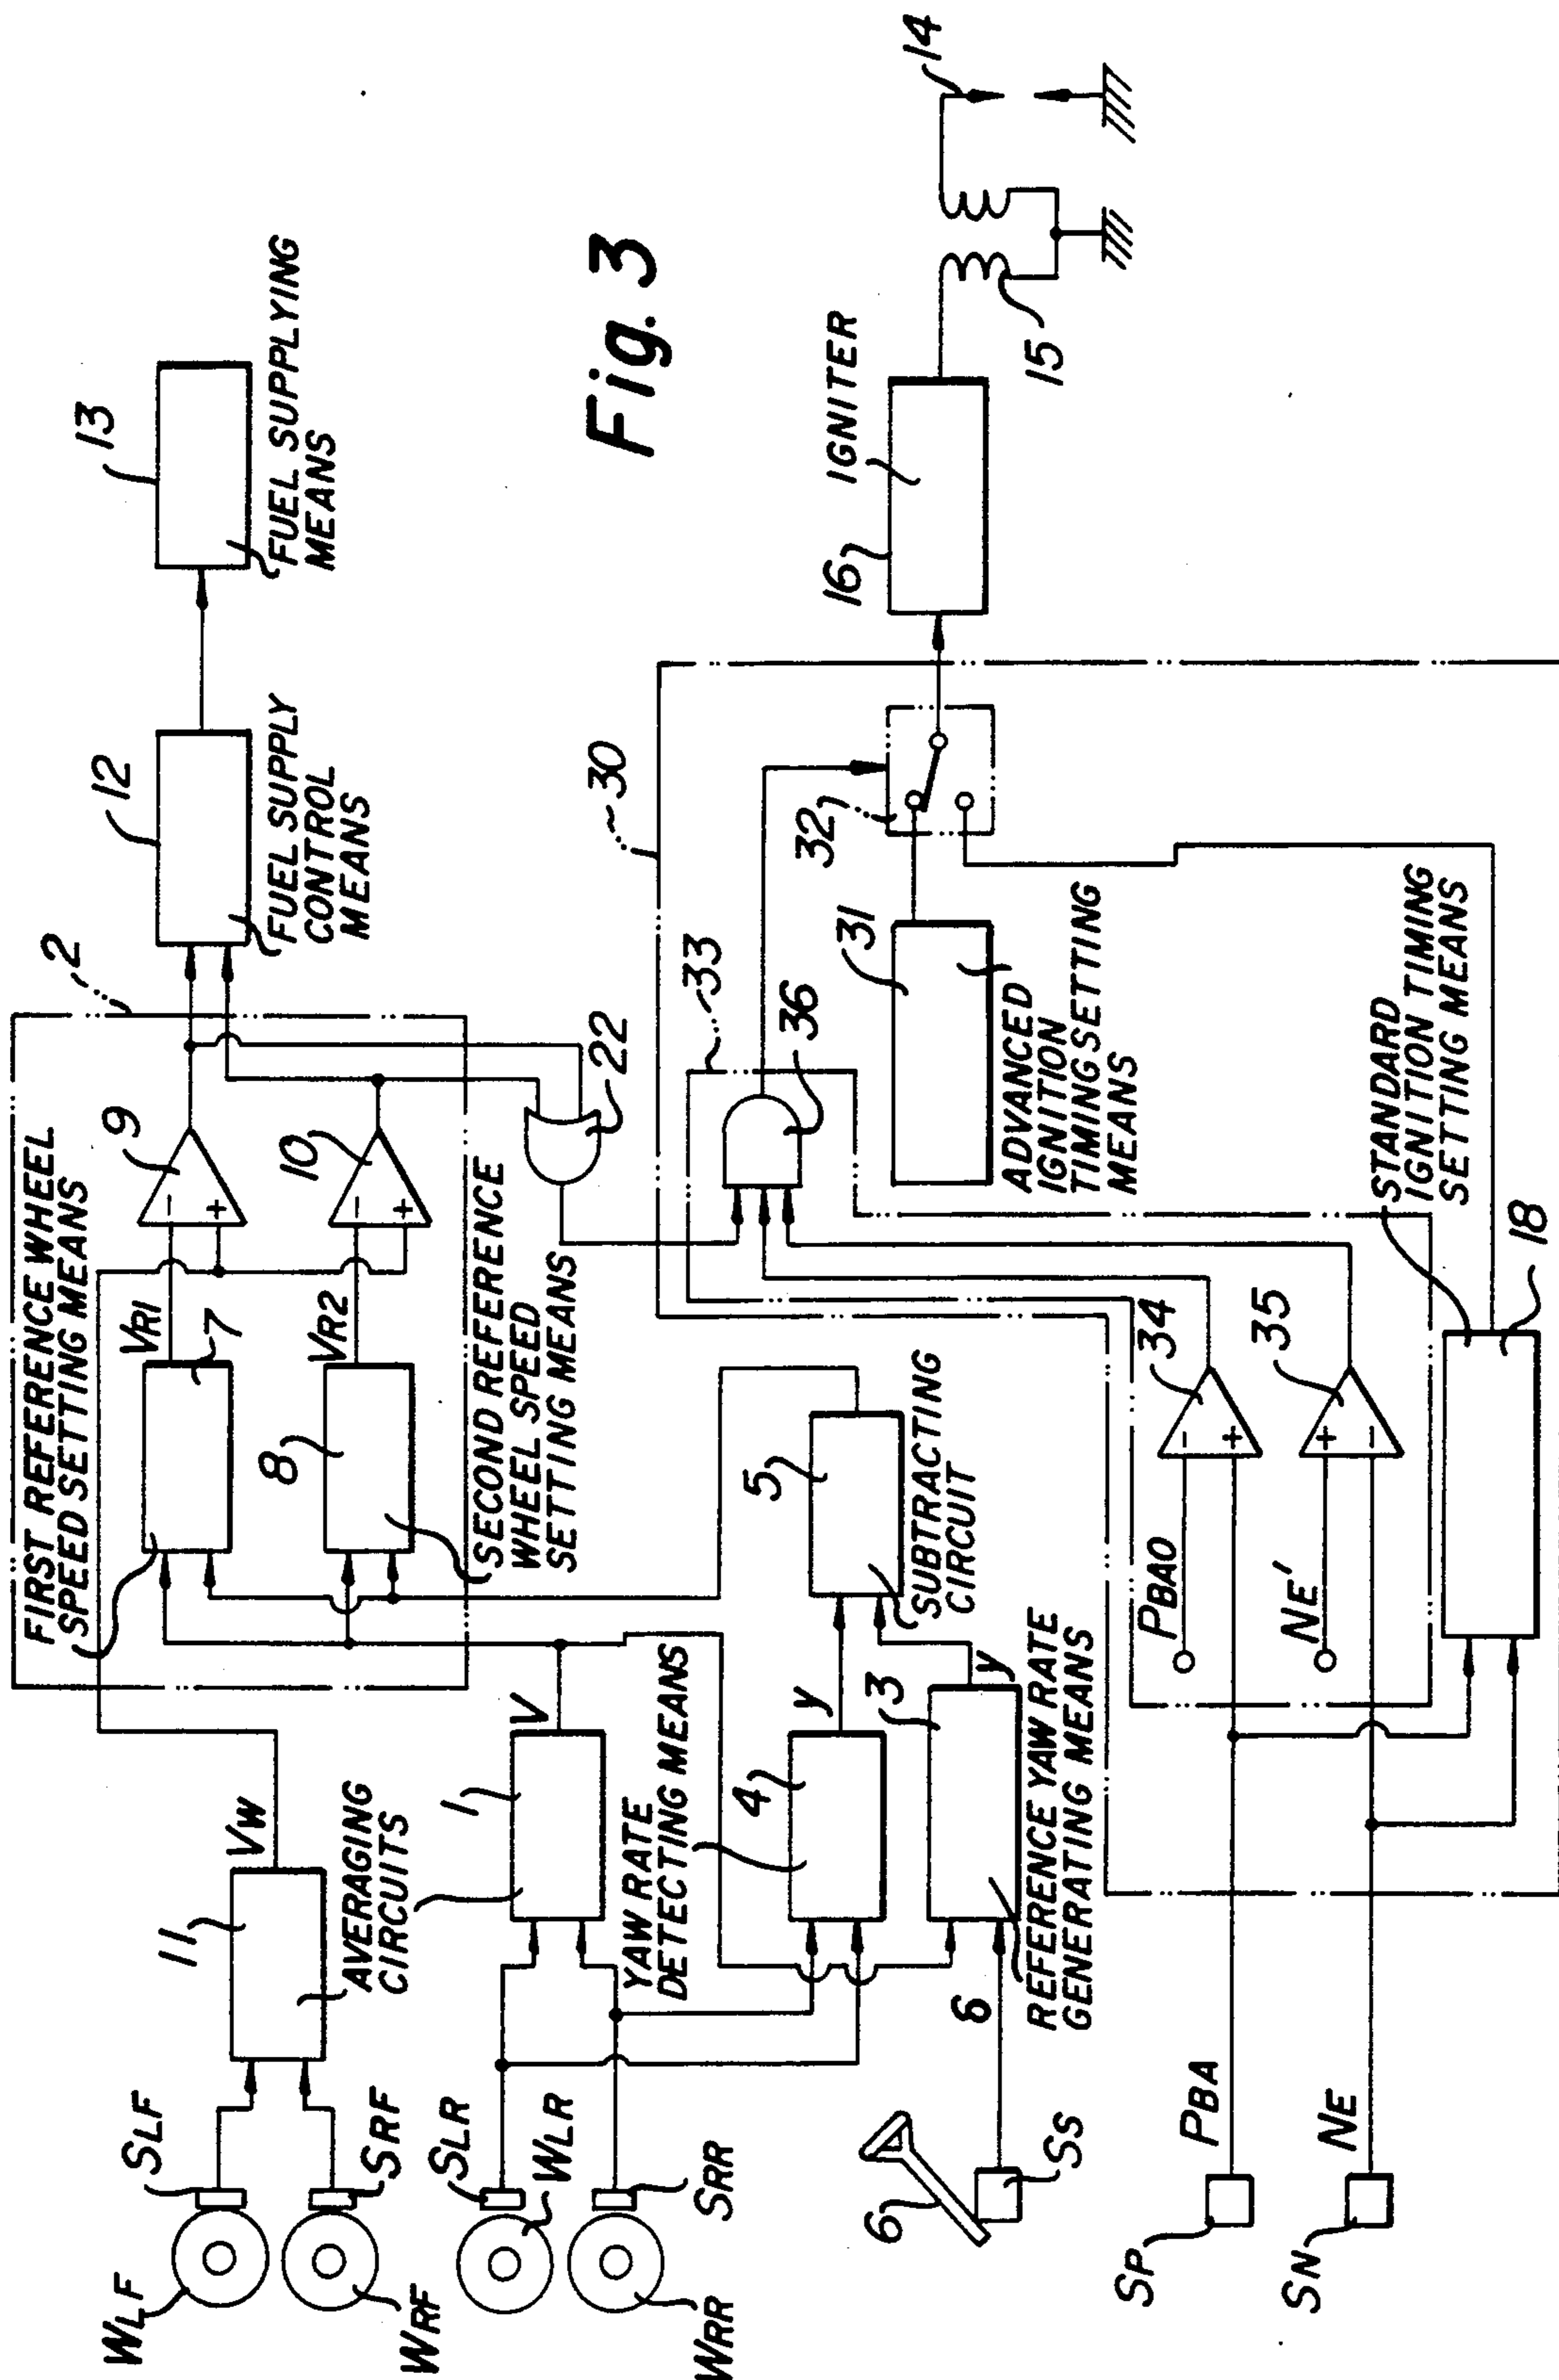 Fig. 3
WLF
SLF
WRF
SRF
11
AVERAGING
CIRCUITS
VW
SLR
WLR
SRR
WRR
1
V
YAW RATE
DETECTING MEANS
4
y
3
y
REFERENCE YAW RATE
GENERATING MEANS
6
SS
6
5
SUBTRACTING
CIRCUIT
FIRST REFERENCE WHEEL
SPEED SETTING MEANS
7
VR1
8
VR2
SECOND REFERENCE
WHEEL SPEED
SETTING MEANS
9
-
+
10
-
+
2
22
12
FUEL SUPPLY
CONTROL
MEANS
13
FUEL SUPPLYING
MEANS
SP
PBA
SN
NE
PBAO
NE'
34
-
+
35
+
-
18
STANDARD
IGNITION TIMING
SETTING MEANS
36
33
31
ADVANCED
IGNITION
TIMING SETTING
MEANS
32
30
16
IGNITER
15
14